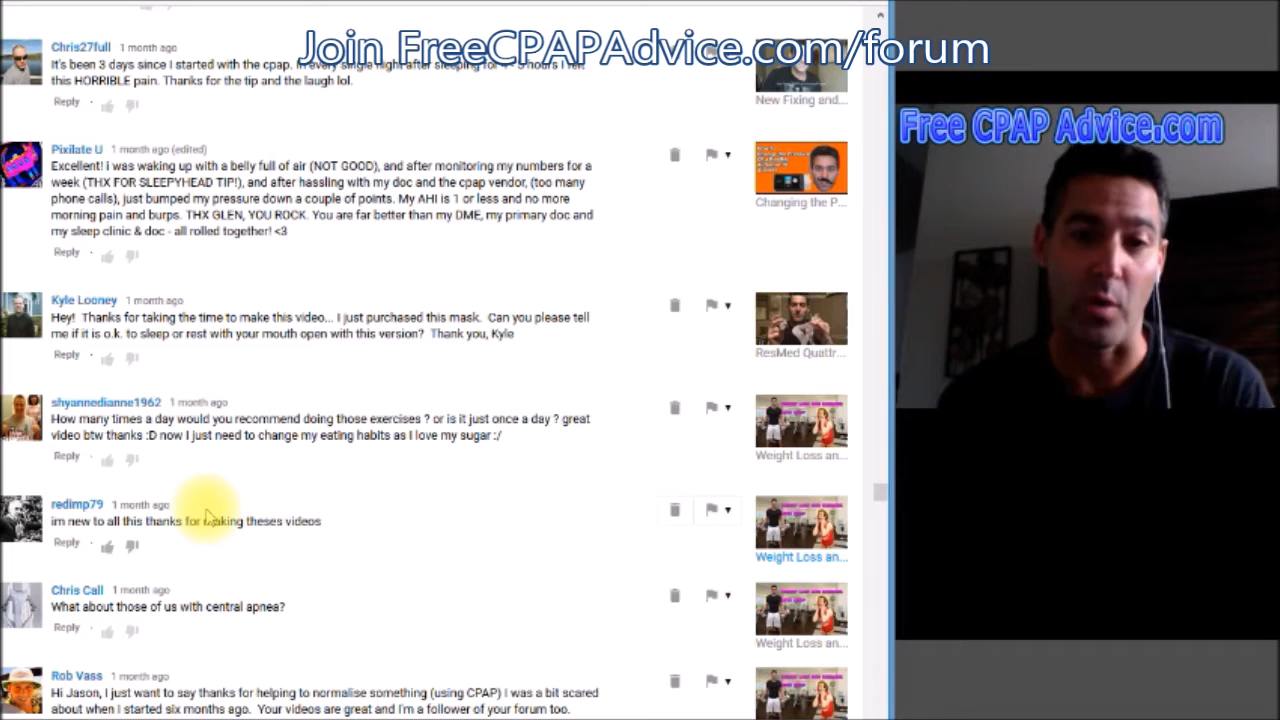 Join FreeCPAPAdvice.com/forum
Free CPAP Advice.com
Chris27full 1 month ago
It's been 3 days since I started with the cpap.
this HORRIBLE pain. Thanks for the tip and the laugh lol.
Reply ·
New Fixing and...
Pixilate U 1 month ago (edited)
Excellent! i was waking up with a belly full of air (NOT GOOD), and after monitoring my numbers for a
week (THX FOR SLEEPYHEAD TIP!), and after hassling with my doc and the cpap vendor, (too many
phone calls), just bumped my pressure down a couple of points. My AHI is 1 or less and no more
morning pain and burps. THX GLEN, YOU ROCK. You are far better than my DME, my primary doc and
my sleep clinic & doc - all rolled together! <3
Reply ·
Changing the P...
Kyle Looney 1 month ago
Hey! Thanks for taking the time to make this video... I just purchased this mask. Can you please tell
me if it is o.k. to sleep or rest with your mouth open with this version? Thank you, Kyle
Reply ·
ResMed Quattr...
shyannedianne1962 1 month ago
How many times a day would you recommend doing those exercises ? or is it just once a day ? great
video btw thanks :D now I just need to change my eating habits as I love my sugar :/
Reply ·
Weight Loss an...
redimp79 1 month ago
im new to all this thanks for making theses videos
Reply ·
Weight Loss an...
Chris Call 1 month ago
What about those of us with central apnea?
Reply ·
Weight Loss an...
Rob Vass 1 month ago
Hi Jason, I just want to say thanks for helping to normalise something (using CPAP) I was a bit scared
about when I started six months ago. Your videos are great and I'm a follower of your forum too.